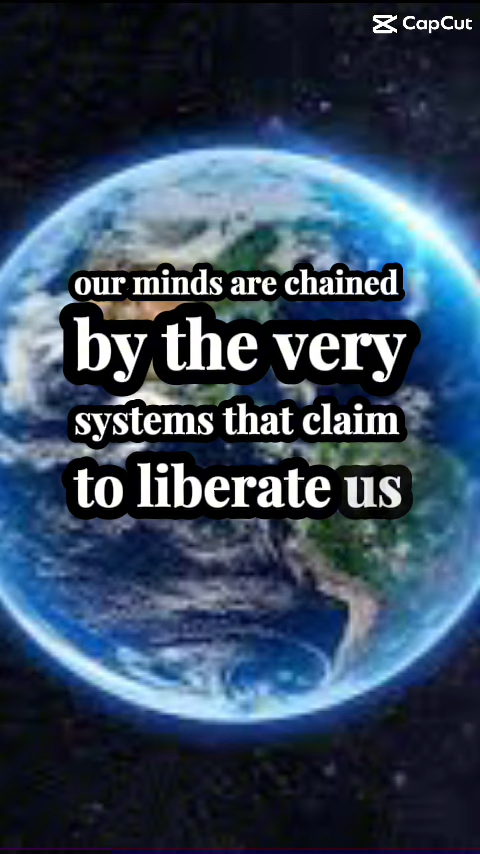 CapCut
our minds are chained
by the very
systems that claim
to liberate us